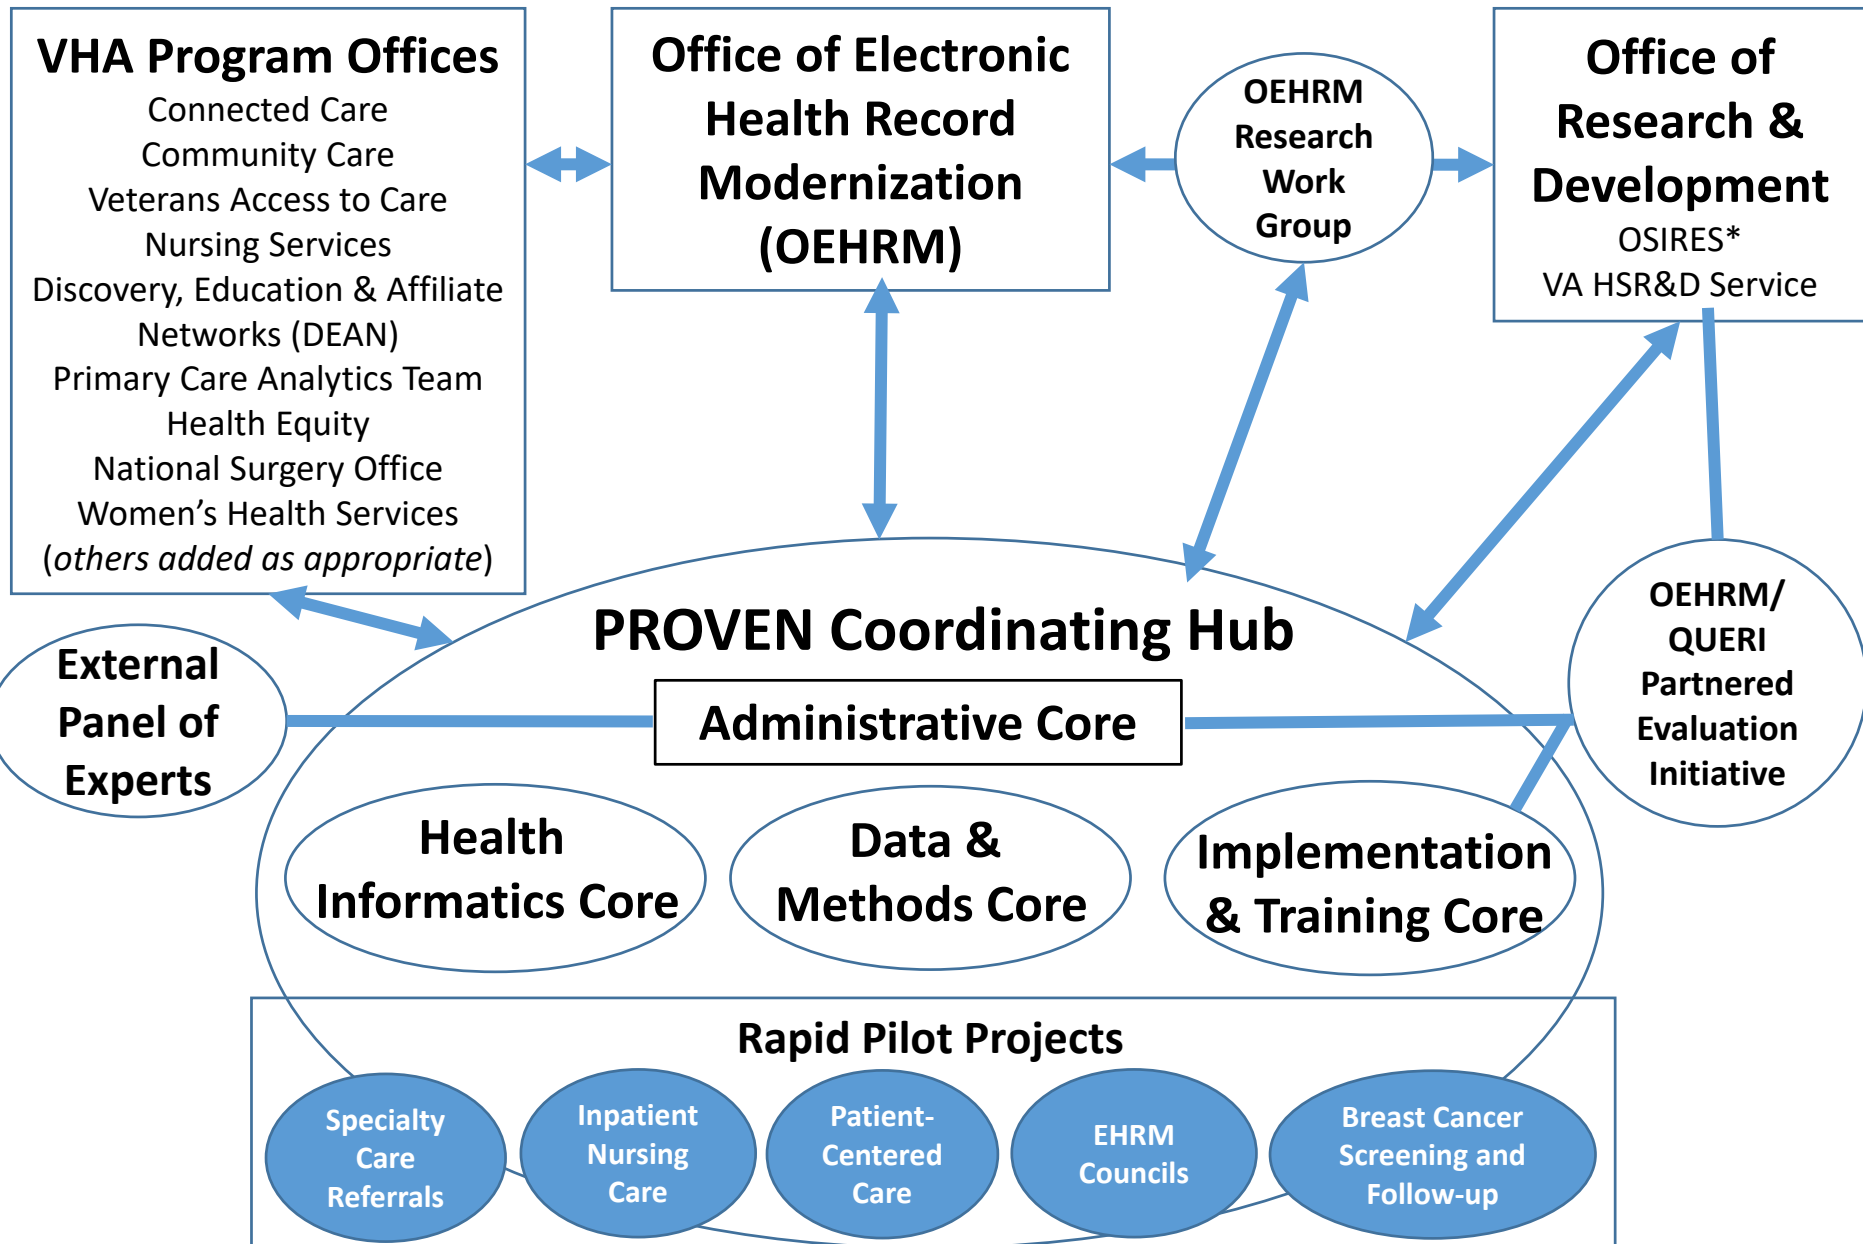 VHA Program Offices
Connected Care
Community Care
Veterans Access to Care
Nursing Services
Discovery, Education & Affiliate
Networks (DEAN)
Primary Care Analytics Team
Health Equity
National Surgery Office
Women’s Health Services
(others added as appropriate)
Office of Electronic
Health Record
Modernization
(OEHRM)
OEHRM
Research
Work
Group
Office of
Research &
Development
OSIRES*
VA HSR&D Service
External
Panel of
Experts
PROVEN Coordinating Hub
Administrative Core
OEHRM/
QUERI
Partnered
Evaluation
Initiative
Health
Informatics Core
Data &
Methods Core
Implementation
& Training Core
Rapid Pilot Projects
Specialty
Care
Referrals
Inpatient
Nursing
Care
Patient-
Centered
Care
EHRM
Councils
Breast Cancer
Screening and
Follow-up